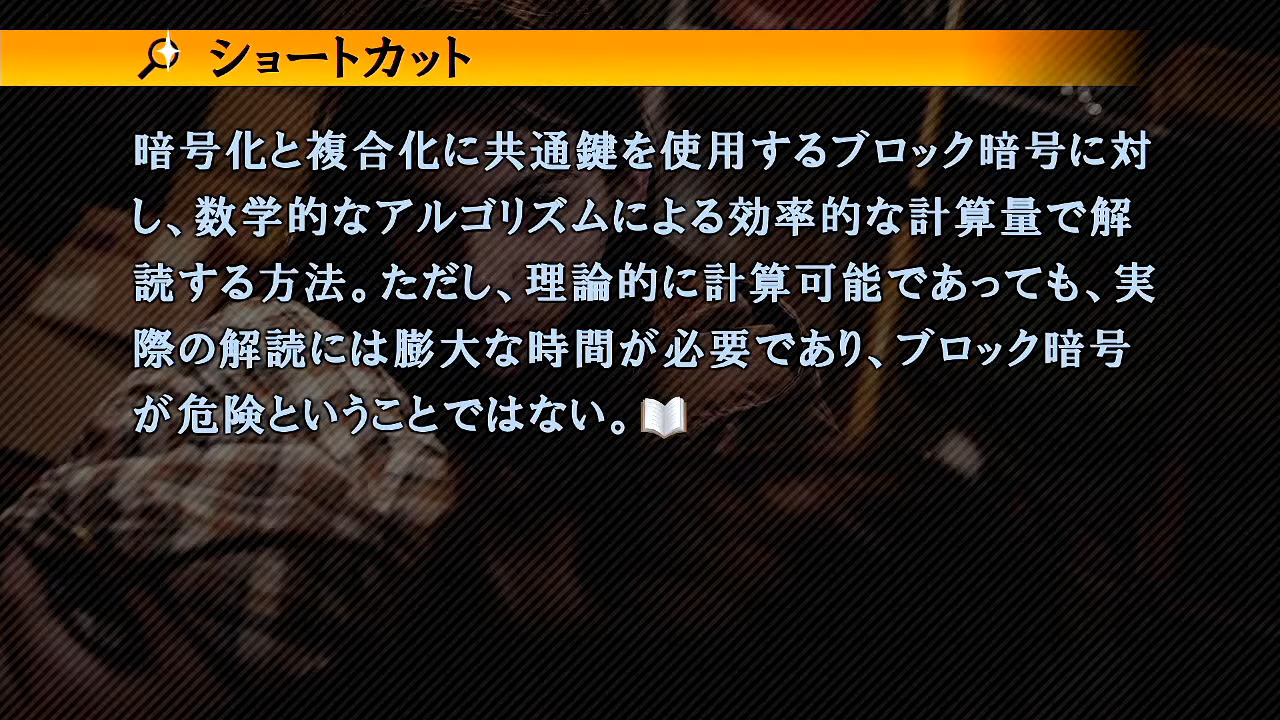 ショートカット
暗号化と複合化に共通鍵を使用するブロック暗号に対
し、数学的なアルゴリズムによる効率的な計算量で解
読する方法。ただし、理論的に計算可能であっても、実
際の解読には膨大な時間が必要であり、ブロック暗号
が危険ということではない。